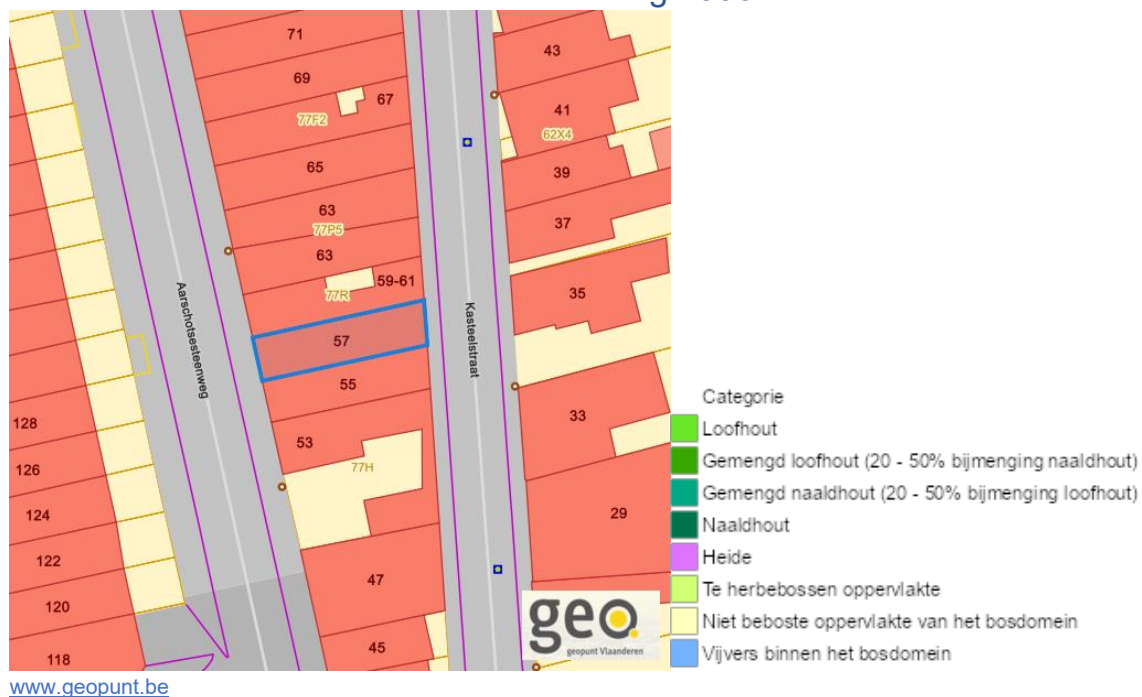 71
43
69
67
41
77F2
62X4
65
39
63
37
77P5
63
59-61
77R
35
Aarschotsesteenweg
Kasteelstraat
57
55
33
128
53
126
77H
124
29
122
47
120
45
118
geo.
geopunt Vlaanderen
Categorie
Loofhout
Gemengd loofhout (20 - 50% bijmenging naaldhout)
Gemengd naaldhout (20 - 50% bijmenging loofhout)
Naaldhout
Heide
Te herbebossen oppervlakte
Niet beboste oppervlakte van het bosdomein
Vijvers binnen het bosdomein
www.geopunt.be